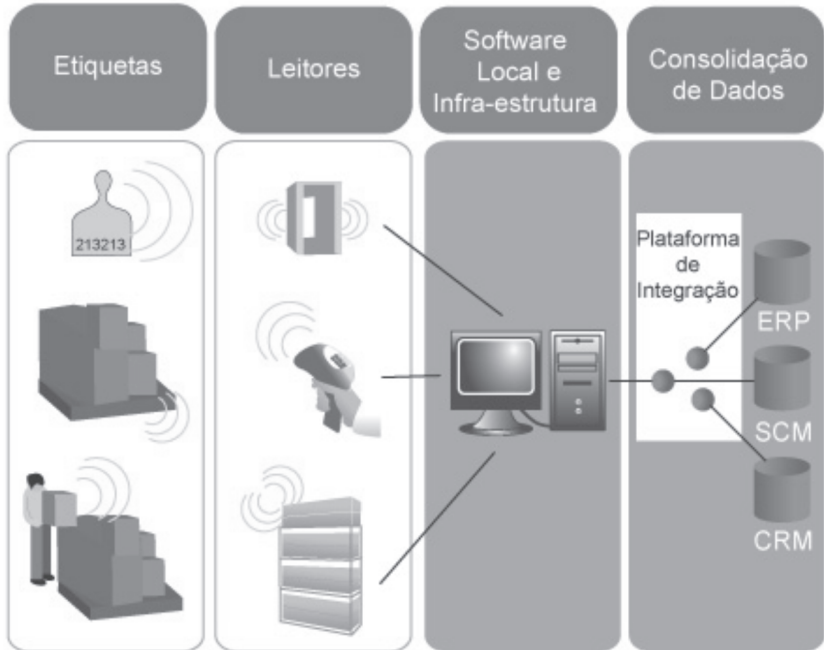 Etiquetas
Leitores
Software
Local e
Infra-estrutura
Consolidação
de Dados
213213
Plataforma
de
Integração
ERP
SCM
CRM